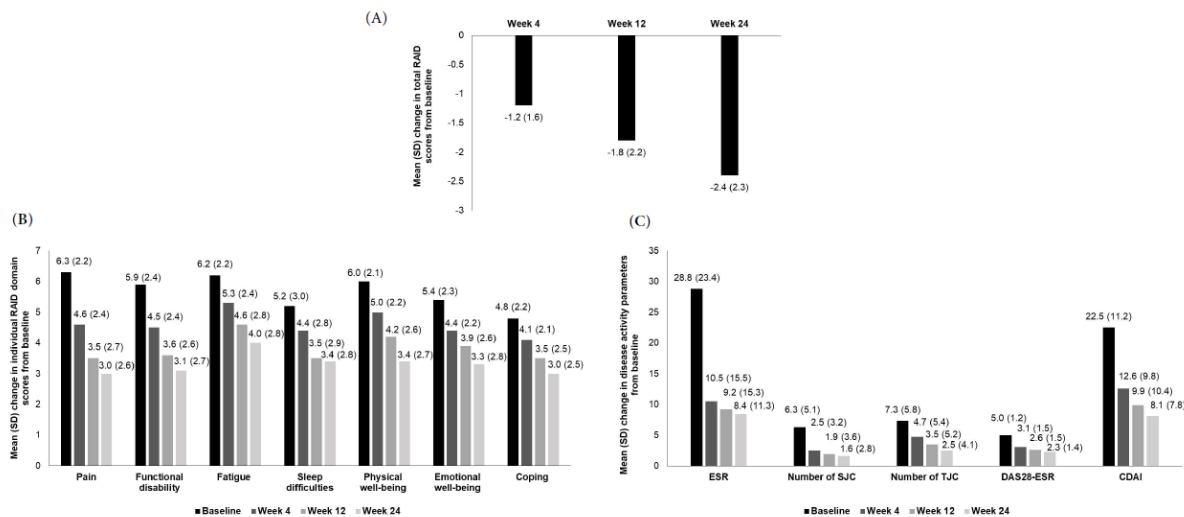 (A)
Week 4 Week 12 Week 24
Mean (SD) change in total RAID
scores from baseline
0
-0.5
-1
-1.5
-2
-2.5
-3
-1.2 (1.6)
-1.8 (2.2)
-2.4 (2.3)
(B)
Mean (SD) change in individual RAID domain
scores from baseline
7
6
5
4
3
2
1
0
6.3 (2.2)
4.6 (2.4)
3.5 (2.7)
3.0 (2.6)
5.9 (2.4)
4.5 (2.4)
3.6 (2.6)
3.1 (2.7)
6.2 (2.2)
5.3 (2.4)
4.6 (2.8)
4.0 (2.8)
5.2 (3.0)
4.4 (2.8)
3.5 (2.9)
3.4 (2.8)
6.0 (2.1)
5.0 (2.2)
4.2 (2.6)
3.4 (2.7)
5.4 (2.3)
4.4 (2.2)
3.9 (2.6)
3.3 (2.8)
4.8 (2.2)
4.1 (2.1)
3.5 (2.5)
3.0 (2.5)
Pain
Functional
disability
Fatigue
Sleep
difficulties
Physical
well-being
Emotional
well-being
Coping
Baseline Week 4 Week 12 Week 24
(C)
Mean (SD) change in disease activity parameters
from baseline
35
30
25
20
15
10
5
0
28.8 (23.4)
10.5 (15.5)
9.2 (15.3)
8.4 (11.3)
6.3 (5.1)
2.5 (3.2)
1.9 (3.6)
1.6 (2.8)
7.3 (5.8)
4.7 (5.4)
3.5 (5.2)
2.5 (4.1)
5.0 (1.2)
3.1 (1.5)
2.6 (1.5)
2.3 (1.4)
22.5 (11.2)
12.6 (9.8)
9.9 (10.4)
8.1 (7.8)
ESR
Number of SJC
Number of TJC
DAS28-ESR
CDAI
Baseline Week 4 Week 12 Week 24